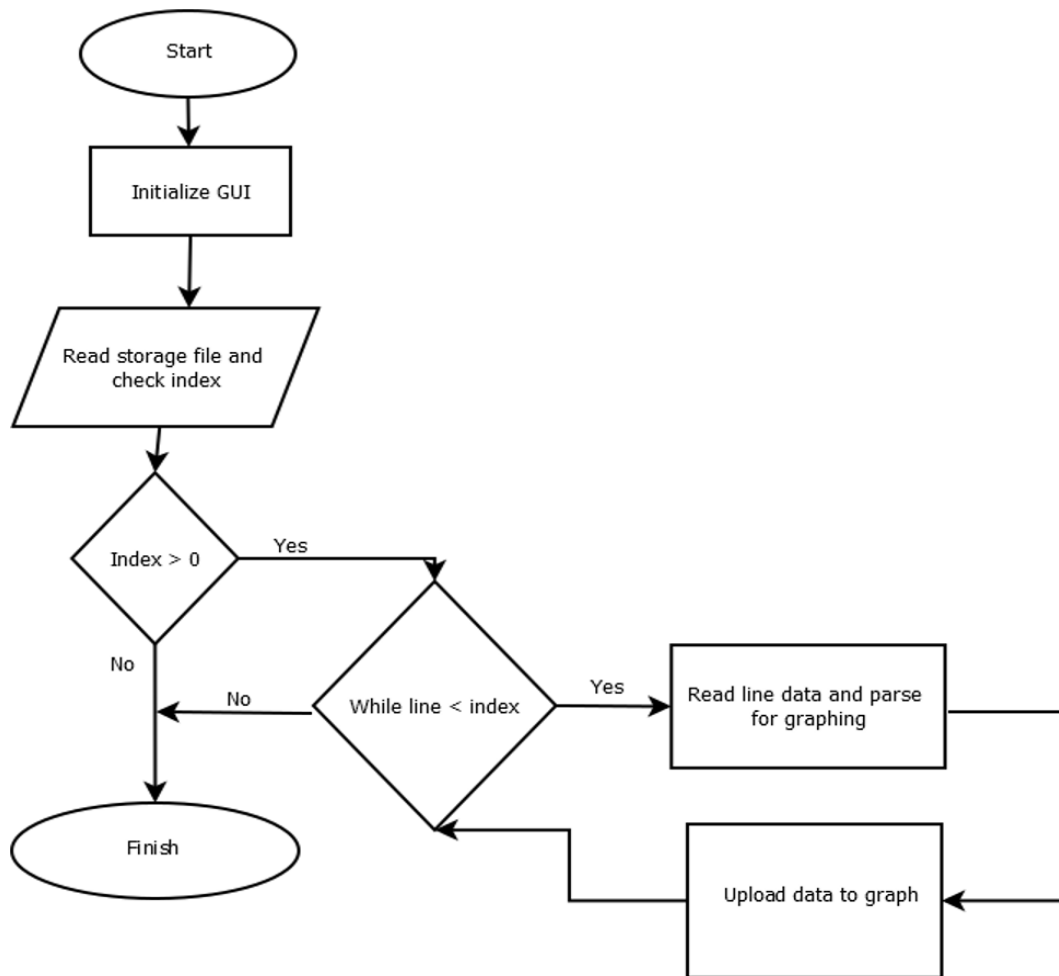 Start
Initialize GUI
Read storage file and
check index
Index > 0
Yes
No
No
While line < index
Yes
Read line data and parse
for graphing
Finish
Upload data to graph